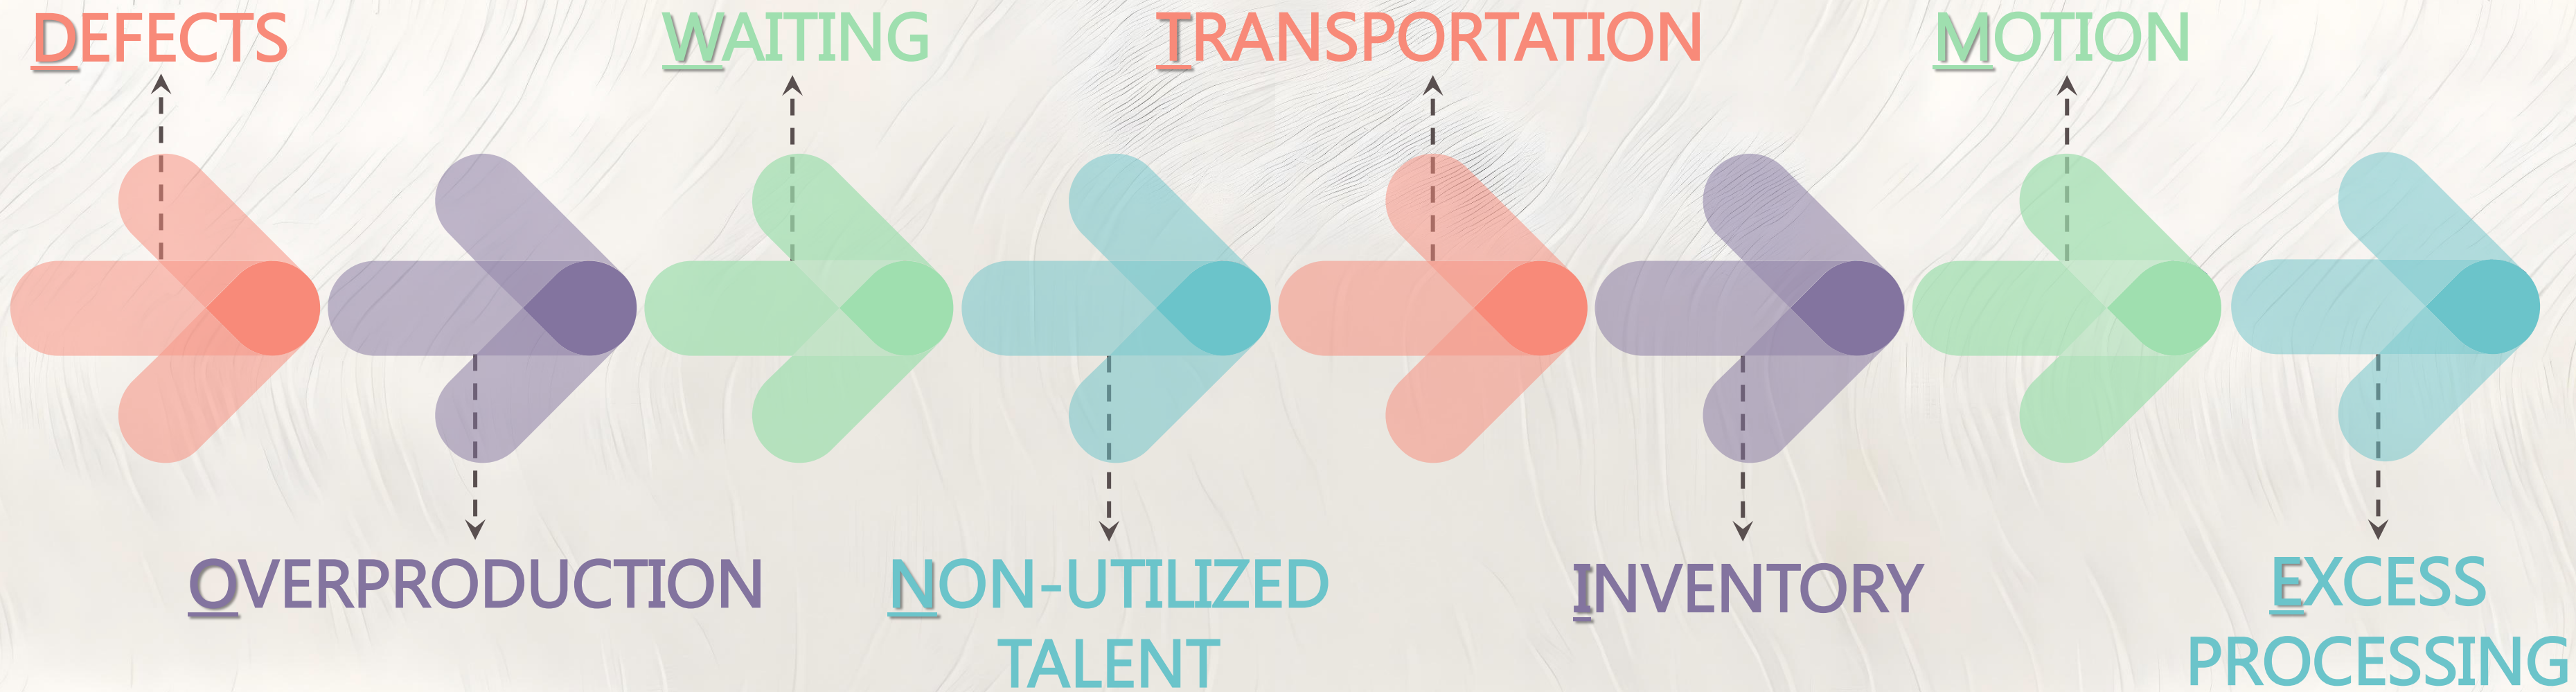 DEFECTS
WAITING
TRANSPORTATION
MOTION
OVERPRODUCTION
NON-UTILIZED
TALENT
INVENTORY
EXCESS
PROCESSING